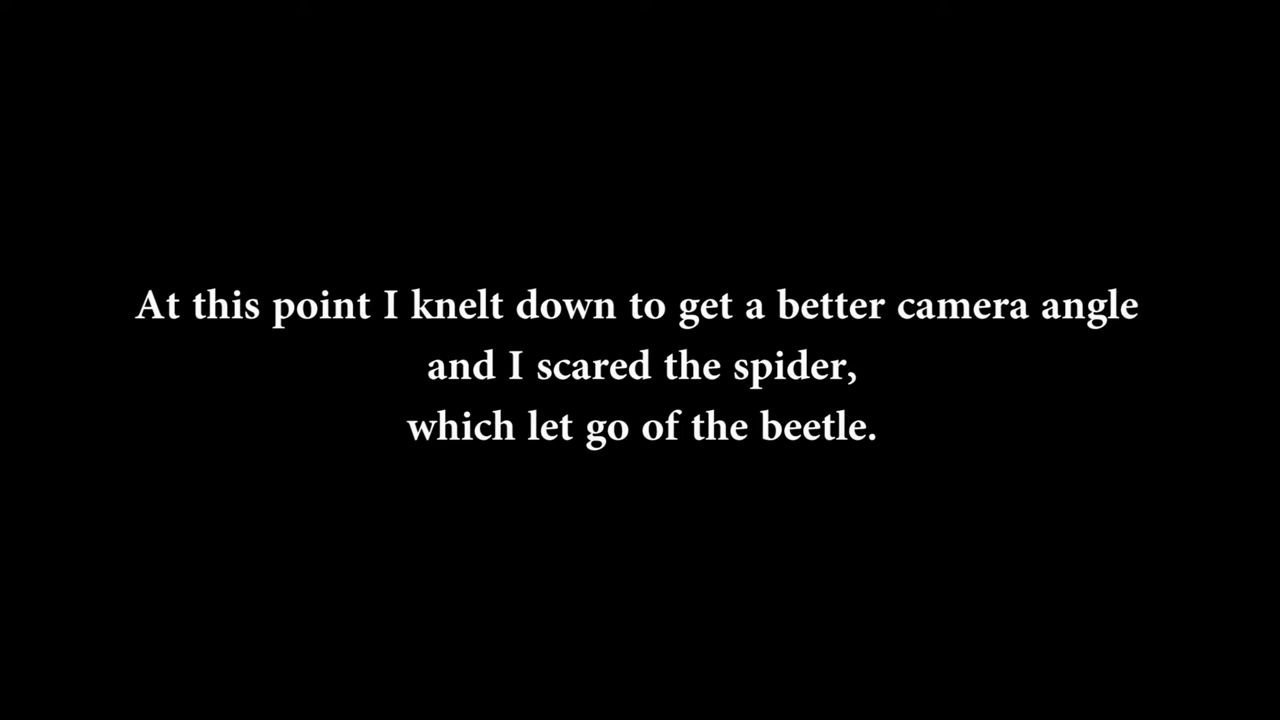 At this point I knelt down to get a better camera angle
and I scared the spider,
which let go of the beetle.